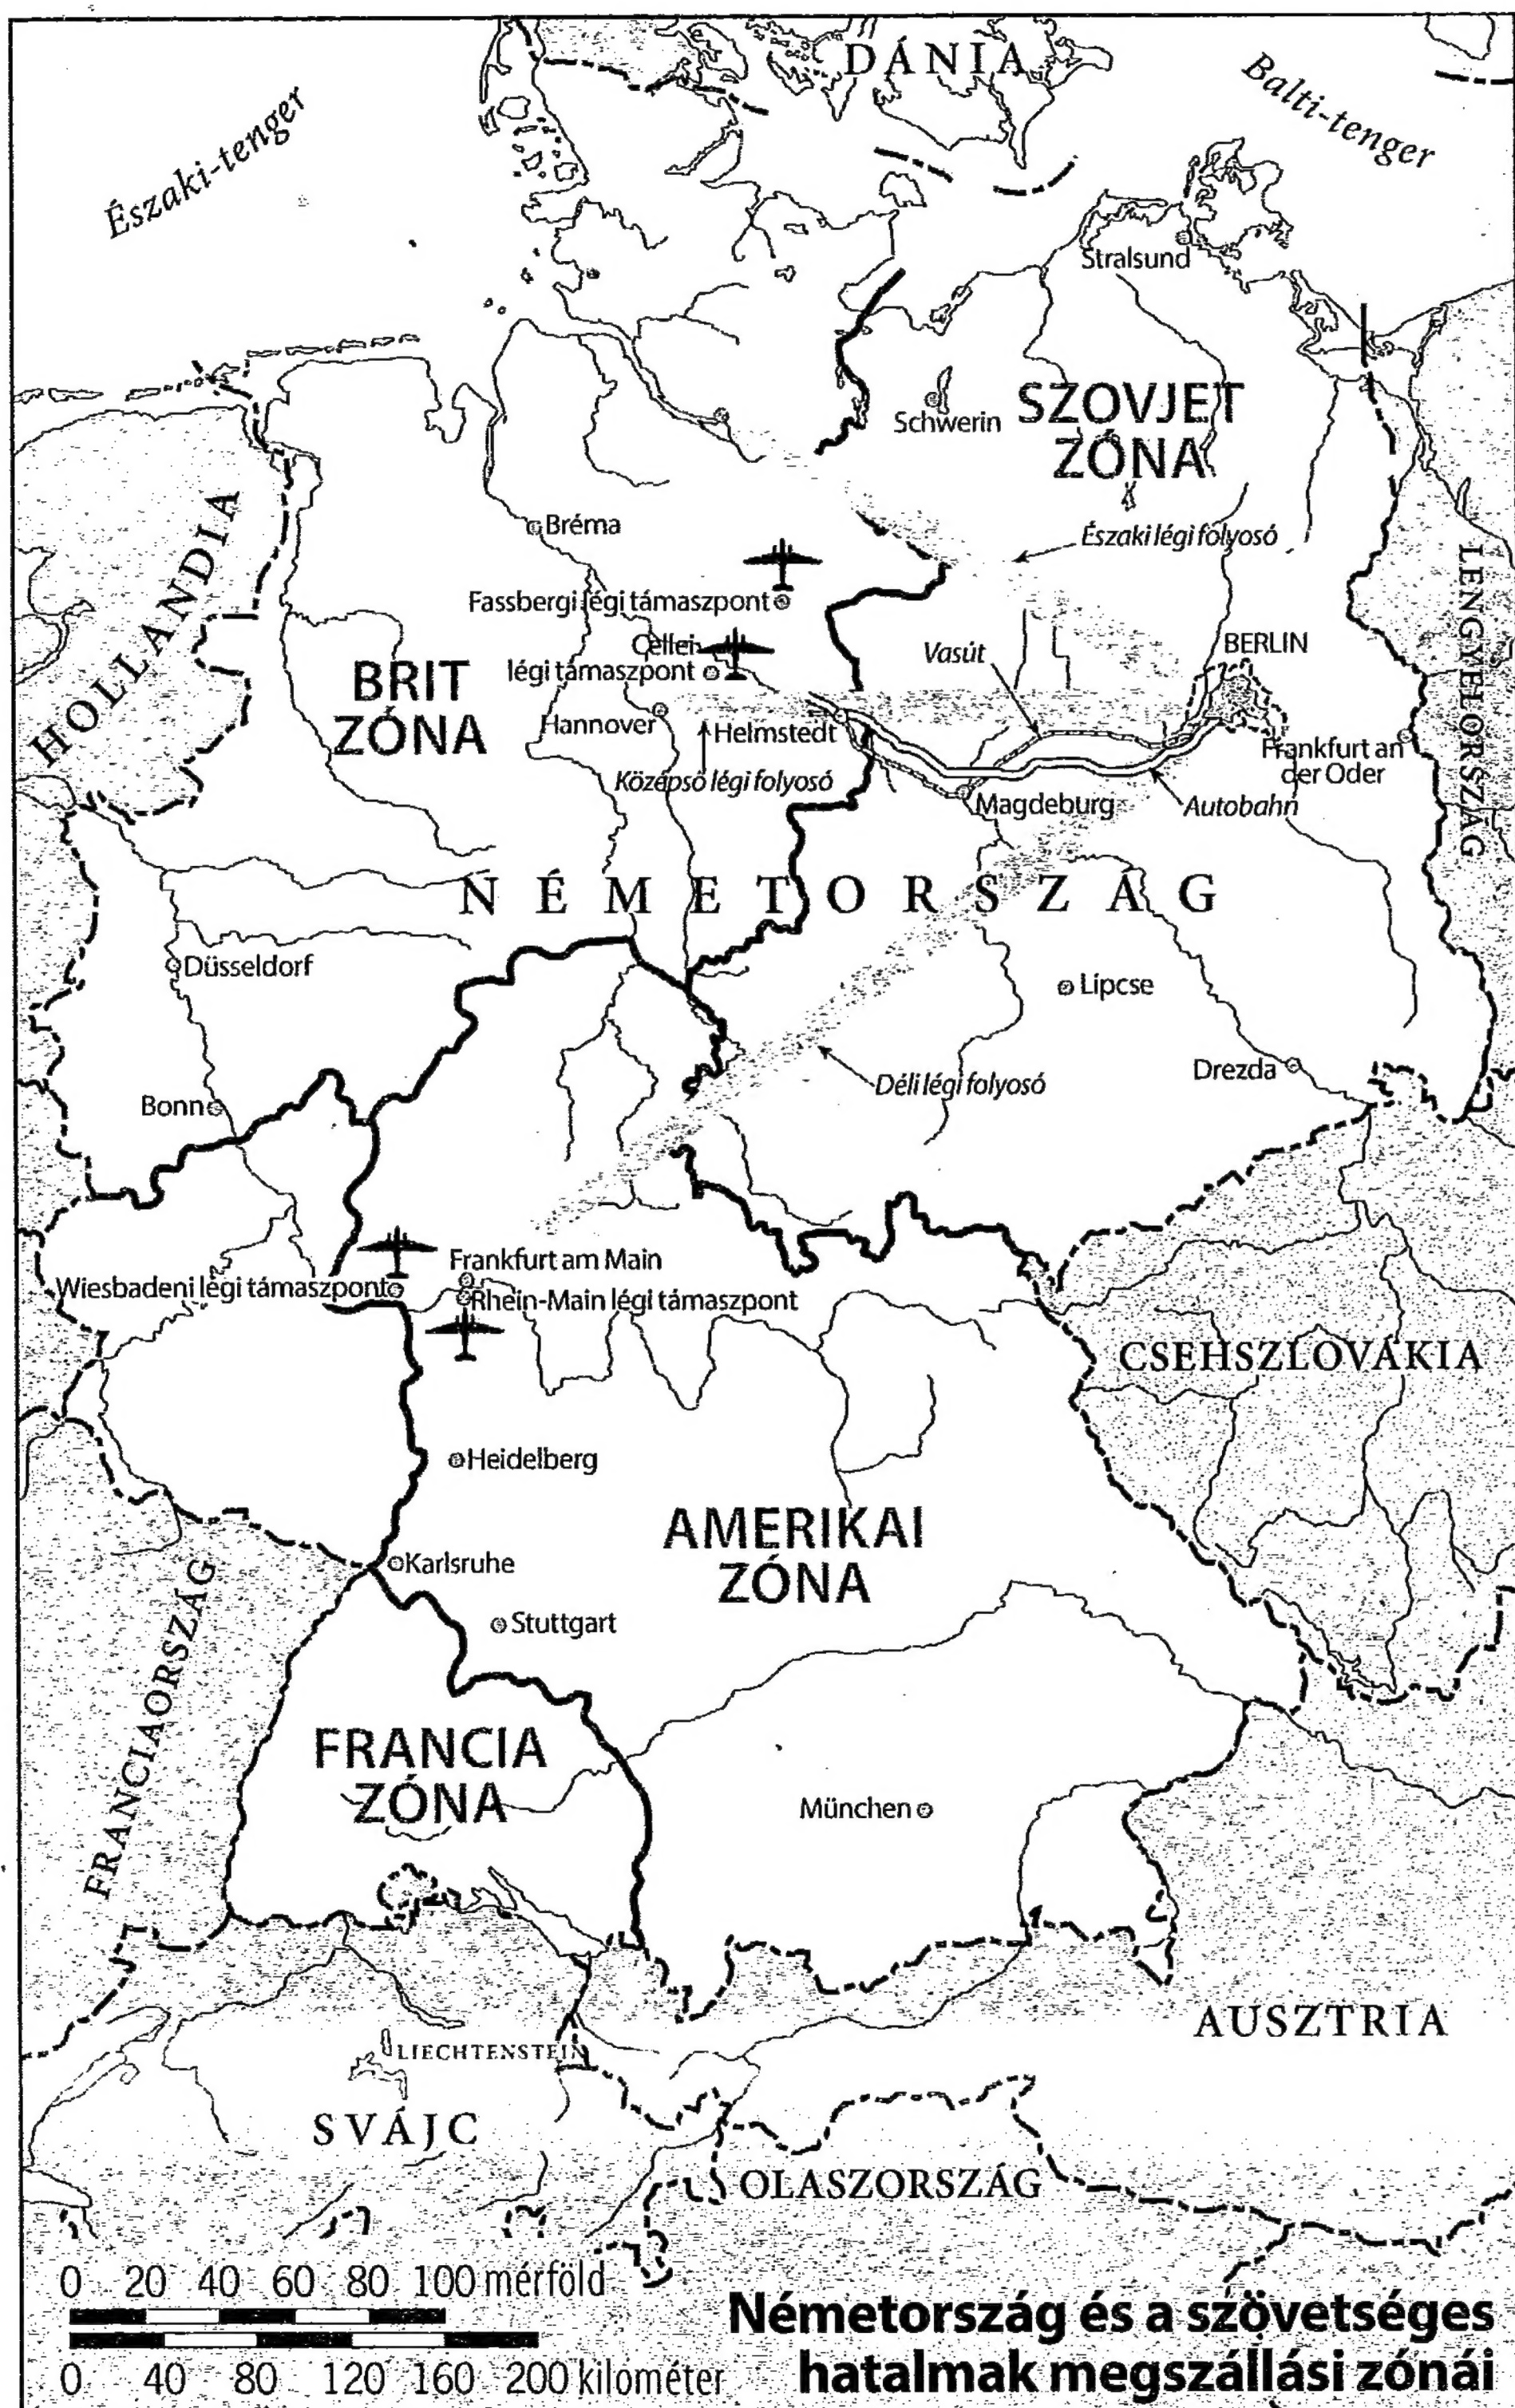 DÁNIA
Északi-tenger
Balti-tenger
Stralsund
Schwerin
SZOVJET
ZÓNA
Bréma
Északi légi folyosó
HOLLANDIA
LENGYELORSZÁG
Fassbergi légi támaszpont
Cellei
légi támaszpont
Vasút
BERLIN
BRIT
ZÓNA
Hannover
Helmstedt
Frankfurt an
der Oder
Középső légi folyosó
Magdeburg
Autobahn
NÉMETORSZÁG
Düsseldorf
Lipcse
Déli légi folyosó
Drezda
Bonn
Frankfurt am Main
Wiesbadeni légi támaszpont
Rhein-Main légi támaszpont
CSEHSZLOVÁKIA
Heidelberg
AMERIKAI
ZÓNA
Karlsruhe
Stuttgart
FRANCIAORSZÁG
FRANCIA
ZÓNA
München
AUSZTRIA
LIECHTENSTEIN
SVÁJC
OLASZORSZÁG
0 20 40 60 80 100 mérföld
0 40 80 120 160 200 kilométer
Németország és a szövetséges
hatalmak megszállási zónái